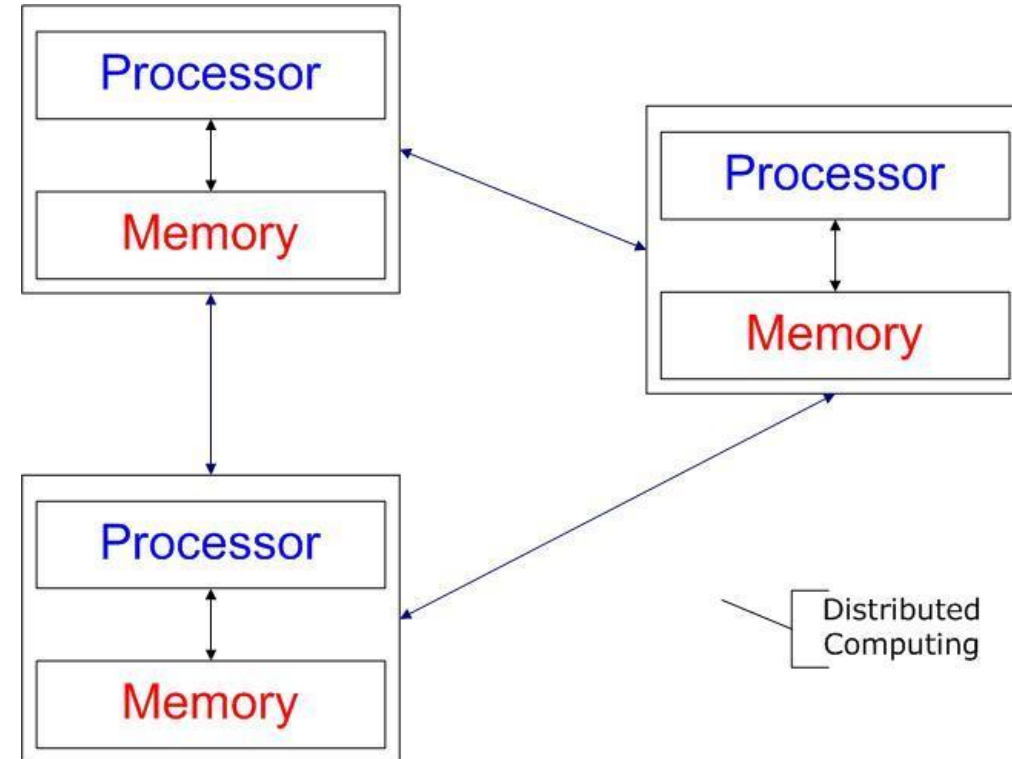 Processor
Memory
Processor
Memory
Processor
Memory
Distributed
Computing